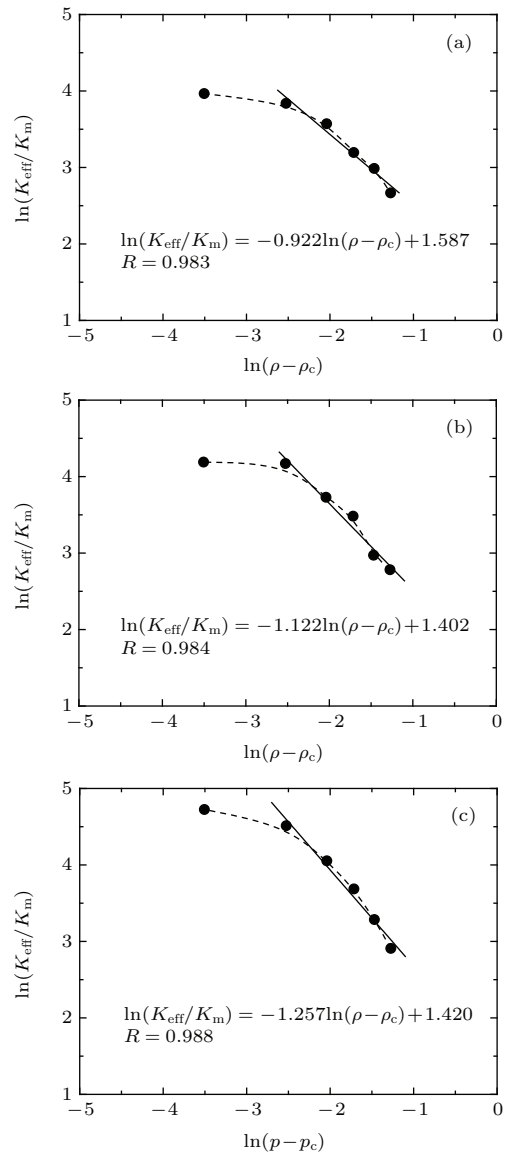 (a)
5
4
3
2
1
ln(K_eff/K_m)
ln(K_eff/K_m) = −0.922ln(ρ−ρ_c)+1.587
R = 0.983
−5 −4 −3 −2 −1 0
ln(ρ−ρ_c)
(b)
5
4
3
2
1
ln(K_eff/K_m)
ln(K_eff/K_m) = −1.122ln(ρ−ρ_c)+1.402
R = 0.984
−5 −4 −3 −2 −1 0
ln(ρ−ρ_c)
(c)
5
4
3
2
1
ln(K_eff/K_m)
ln(K_eff/K_m) = −1.257ln(ρ−ρ_c)+1.420
R = 0.988
−5 −4 −3 −2 −1 0
ln(p−p_c)